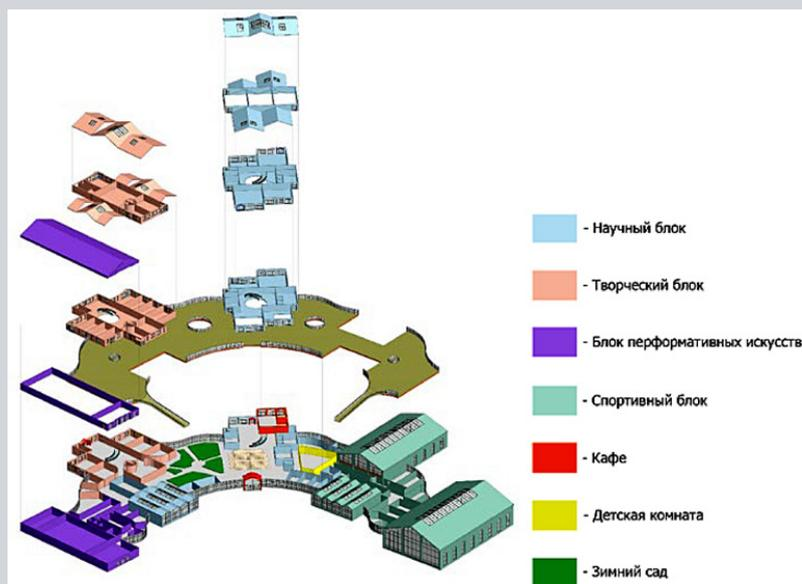 - Научный блок
- Творческий блок
- Блок перформативных искусств
- Спортивный блок
- Кафе
- Детская комната
- Зимний сад